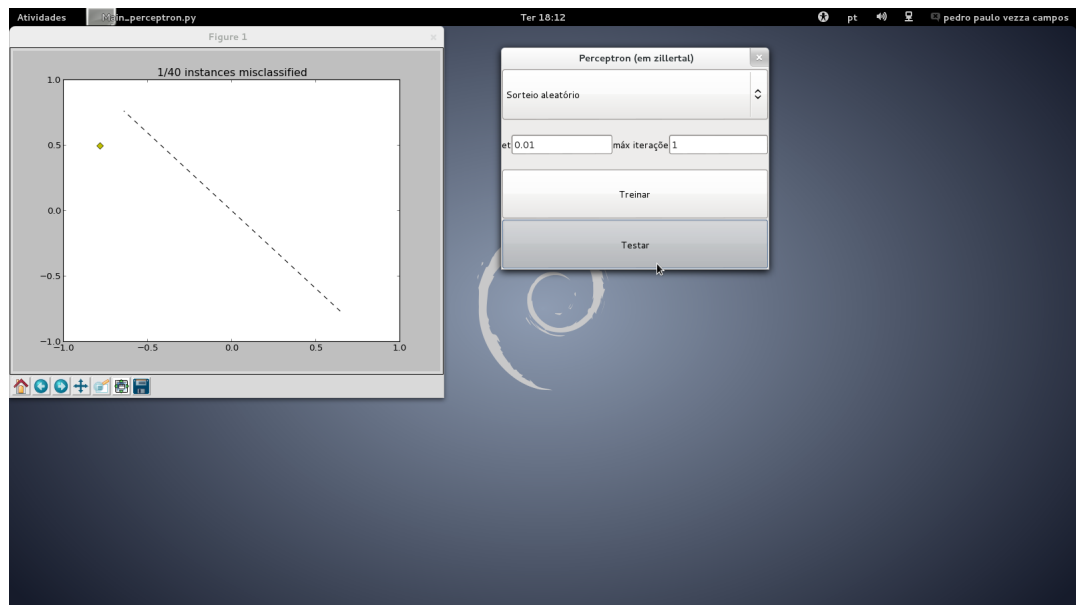 Atividades
Main_perceptron.py
Ter 18:12
pt
pedro paulo vezza campos
Figure 1
1/40 instances misclassified
1.0
0.5
0.0
−0.5
−1.0
−1.0 −0.5 0.0 0.5 1.0
Perceptron (em zillertal)
Sorteio aleatório
et 0.01 máx iteraçõe 1
Treinar
Testar